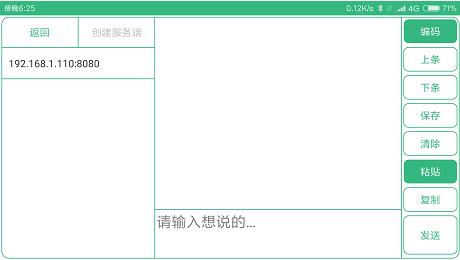 傍晚6:25 0.12K/s 4G 71%
返回 创建服务端
192.168.1.110:8080
请输入想说的...
编码
上条
下条
保存
清除
粘贴
复制
发送